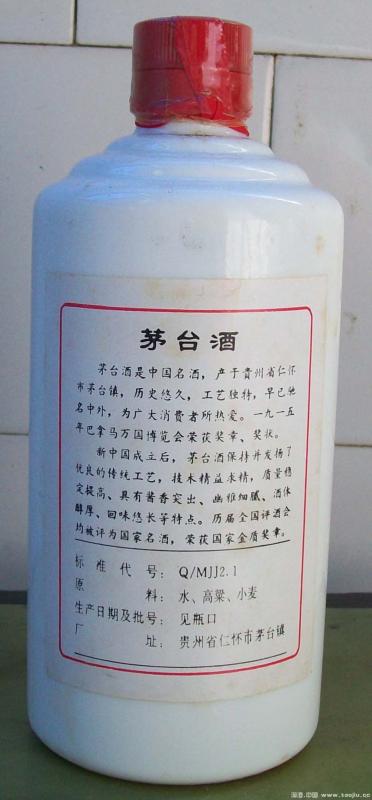 茅台酒
茅台酒是中国名酒，产于贵州省仁怀
市茅台镇，历史悠久，工艺独特，早已驰
名中外，为广大消费者所热爱。一九一五
年巴拿马万国博览会荣获奖章、奖状。
新中国成立后，茅台酒保持并发扬了
优良的传统工艺，技术精益求精，质量稳
定提高、具有酱香突出、幽雅细腻、酒体
醇厚、回味悠长等特点。历届全国评酒会
均被评为国家名酒，荣获国家金质奖章。
标准代号：Q/MJJ2.1
原料：水、高粱、小麦
生产日期及批号：见瓶口
厂址：贵州省仁怀市茅台镇
淘酒·中国 www.taojiu.cc